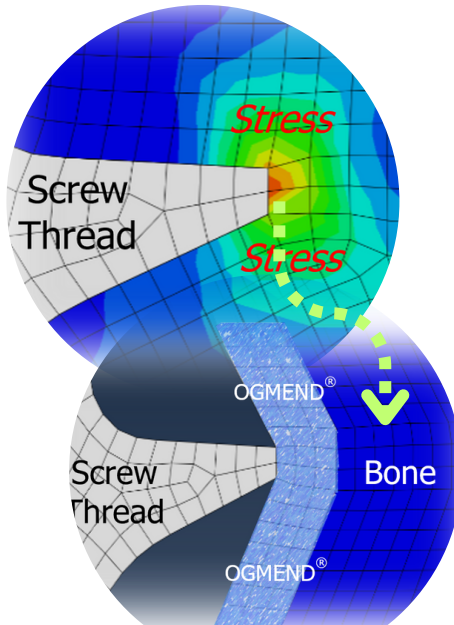 Stress
Screw
Thread
Stress
OGMEND®
Bone
Screw
Thread
OGMEND®